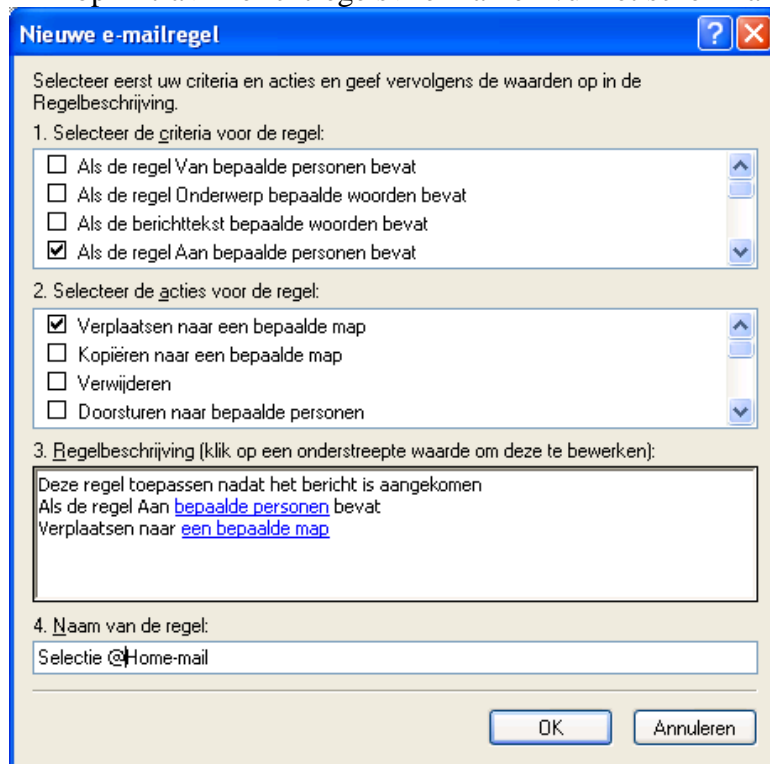 Nieuwe e-mailregel
Selecteer eerst uw criteria en acties en geef vervolgens de waarden op in de
Regelbeschrijving.
1. Selecteer de criteria voor de regel:
Als de regel Van bepaalde personen bevat
Als de regel Onderwerp bepaalde woorden bevat
Als de berichttekst bepaalde woorden bevat
Als de regel Aan bepaalde personen bevat
2. Selecteer de acties voor de regel:
Verplaatsen naar een bepaalde map
Kopiëren naar een bepaalde map
Verwijderen
Doorsturen naar bepaalde personen
3. Regelbeschrijving (klik op een onderstreepte waarde om deze te bewerken):
Deze regel toepassen nadat het bericht is aangekomen
Als de regel Aan bepaalde personen bevat
Verplaatsen naar een bepaalde map
4. Naam van de regel:
Selectie @Home-mail
OK Annuleren